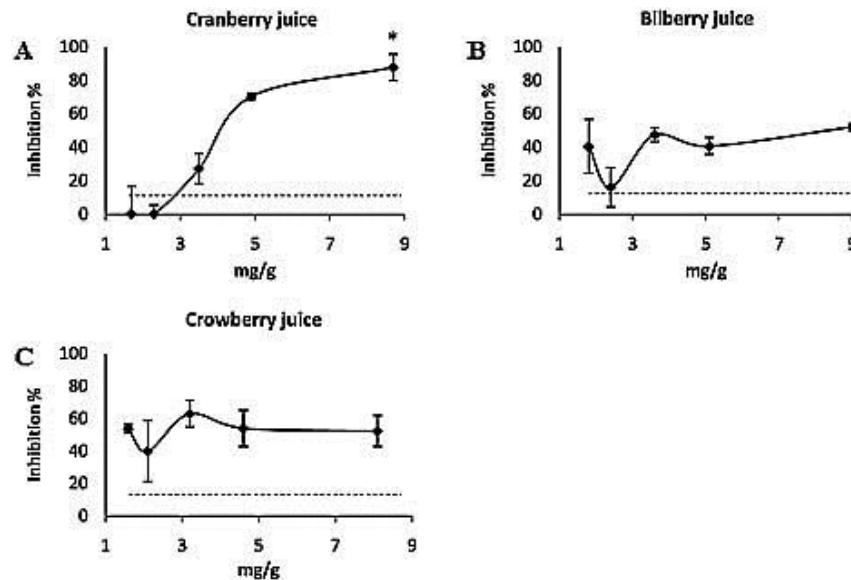 Cranberry juice
A
*
100
80
60
40
20
0
Inhibition %
1 3 5 7 9
mg/g
Bilberry juice
B
100
80
60
40
20
0
Inhibition %
1 3 5 7 9
mg/g
Crowberry juice
C
100
80
60
40
20
0
Inhibition %
1 3 5 7 9
mg/g